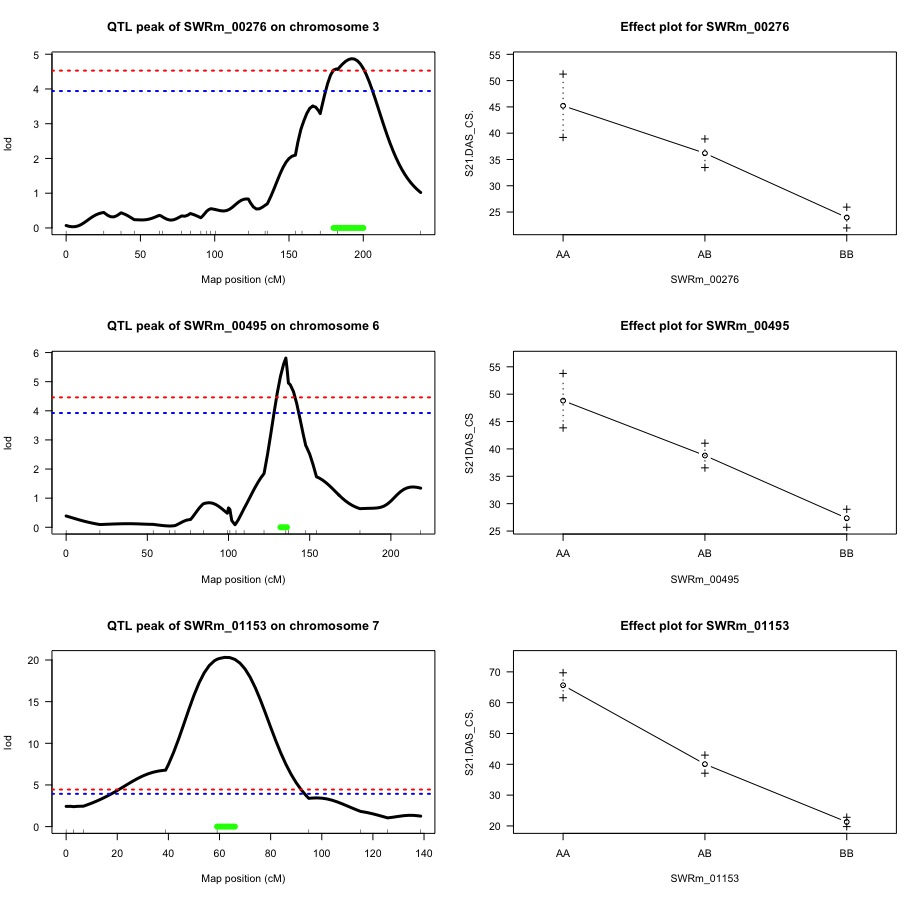 QTL peak of SWRm_00276 on chromosome 3
lod
5
4
3
2
1
0
0 50 100 150 200
Map position (cM)
Effect plot for SWRm_00276
S21.DAS_CS.
55
50
45
40
35
30
25
AA AB BB
SWRm_00276
QTL peak of SWRm_00495 on chromosome 6
lod
6
5
4
3
2
1
0
0 50 100 150 200
Map position (cM)
Effect plot for SWRm_00495
S21DAS_CS
55
50
45
40
35
30
25
AA AB BB
SWRm_00495
QTL peak of SWRm_01153 on chromosome 7
lod
20
15
10
5
0
0 20 40 60 80 100 120 140
Map position (cM)
Effect plot for SWRm_01153
S21.DAS_CS.
70
60
50
40
30
20
AA AB BB
SWRm_01153